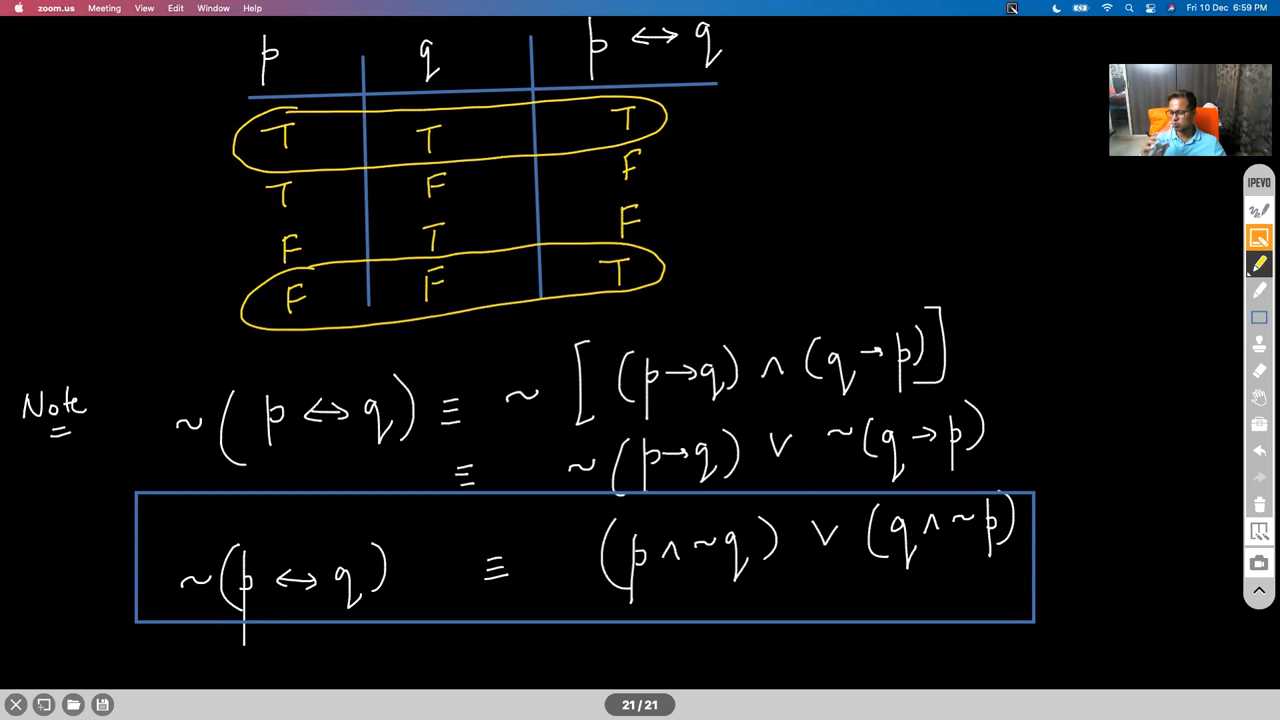 zoom.us Meeting View Edit Window Help Fri 10 Dec 6:59 PM
p q p ↔ q
T T T
T F F
F T F
F F T
IPEVO
Note ~(p ↔ q) ≡ ~[(p→q) ∧ (q→p)]
≡ ~(p→q) ∨ ~(q→p)
~(p ↔ q) ≡ (p ∧ ~q) ∨ (q ∧ ~p)
21 / 21